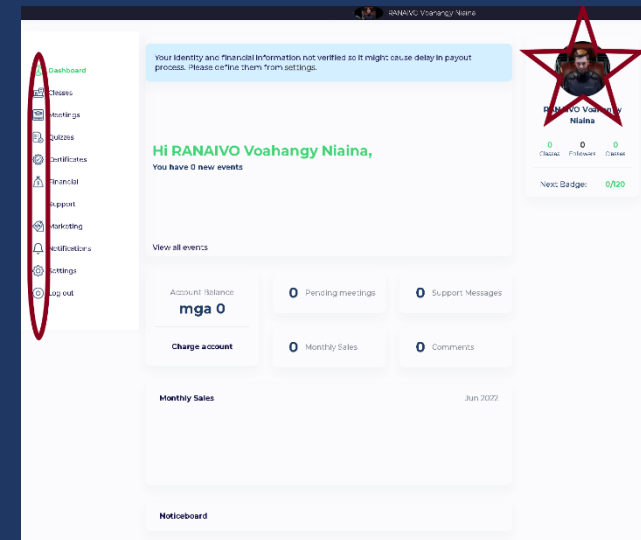 RANAIVO Voahangy Niaina
Dashboard
Classes
Meetings
Quizzes
Certificates
Financial
Support
Marketing
Notifications
Settings
Log out
Your identity and financial information not verified so it might cause delay in payout
process. Please define them from settings.
Hi RANAIVO Voahangy Niaina,
You have 0 new events
View all events
Account Balance
mga 0
Charge account
0 Pending meetings
0 Support Messages
0 Monthly Sales
0 Comments
Monthly Sales
Jun 2022
Noticeboard
RANAIVO Voahangy
Niaina
0 0 0
Classes Followers Classes
Next Badge: 0/120